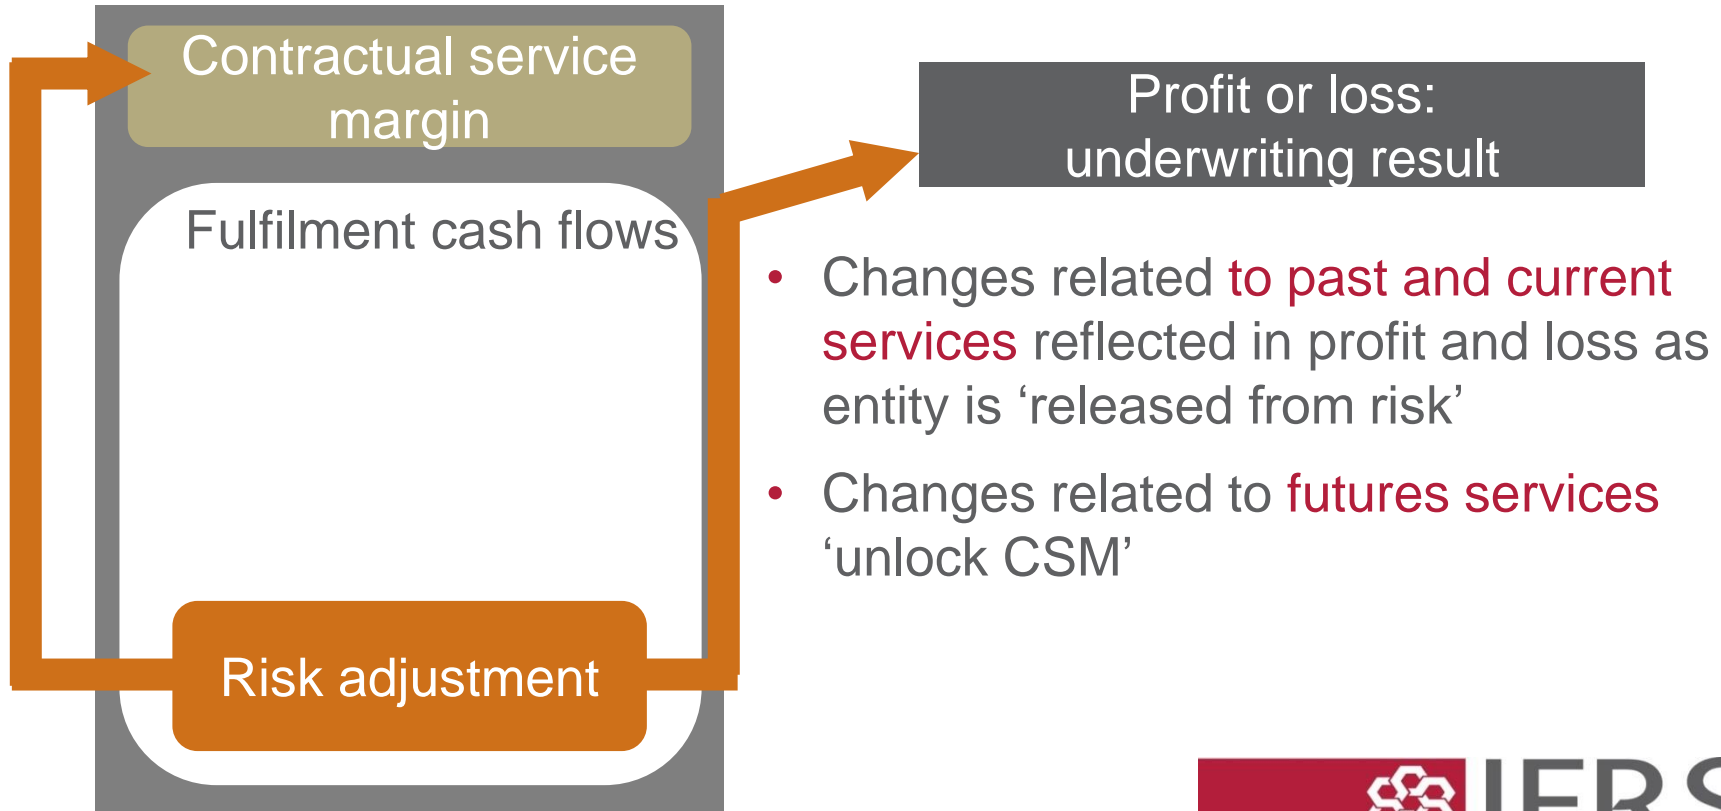 Contractual service
margin
Fulfilment cash flows
Risk adjustment
Profit or loss:
underwriting result
• Changes related to past and current
services reflected in profit and loss as
entity is ‘released from risk’
• Changes related to futures services
‘unlock CSM’
IFRS